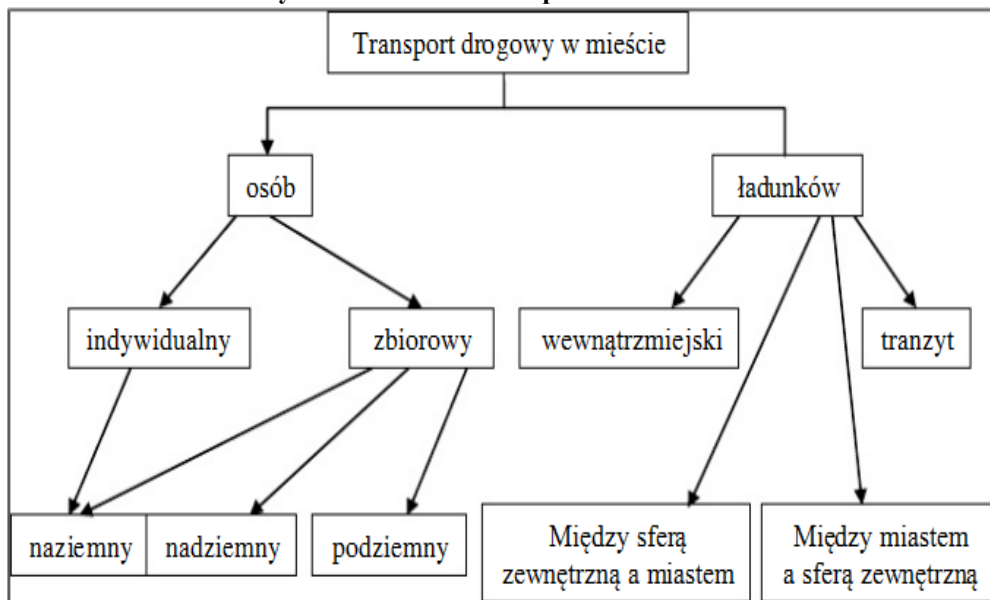 Transport drogowy w mieście
osób
ładunków
indywidualny
zbiorowy
wewnątrzmiejski
tranzyt
naziemny
nadziemny
podziemny
Między sferą
zewnętrzną a miastem
Między miastem
a sferą zewnętrzną